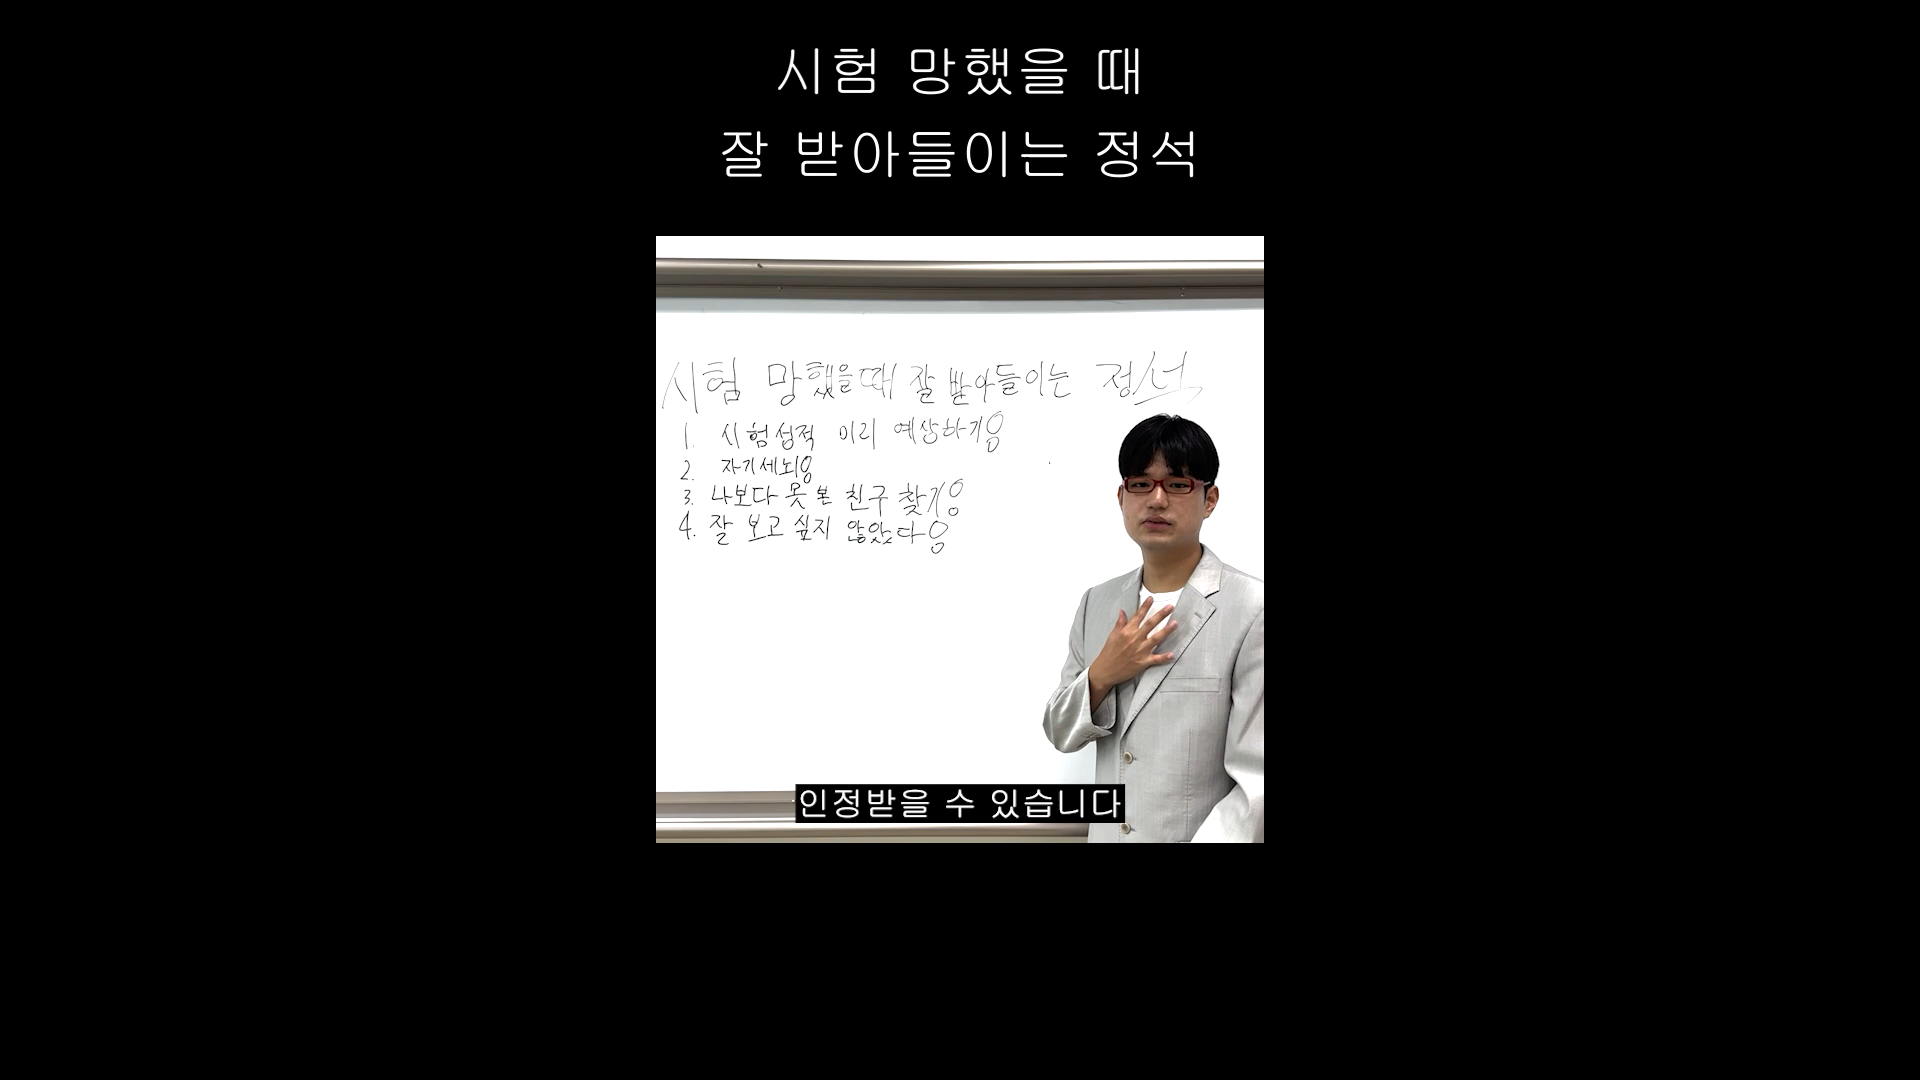 시험 망했을 때
잘 받아들이는 정석
시험 망했을때 잘 받아들이는 정석
1. 시험성적 미리 예상하기
2. 자기세뇌
3. 나보다 못 본 친구 찾기
4. 잘 보고 싶지 않았다
인정받을 수 있습니다